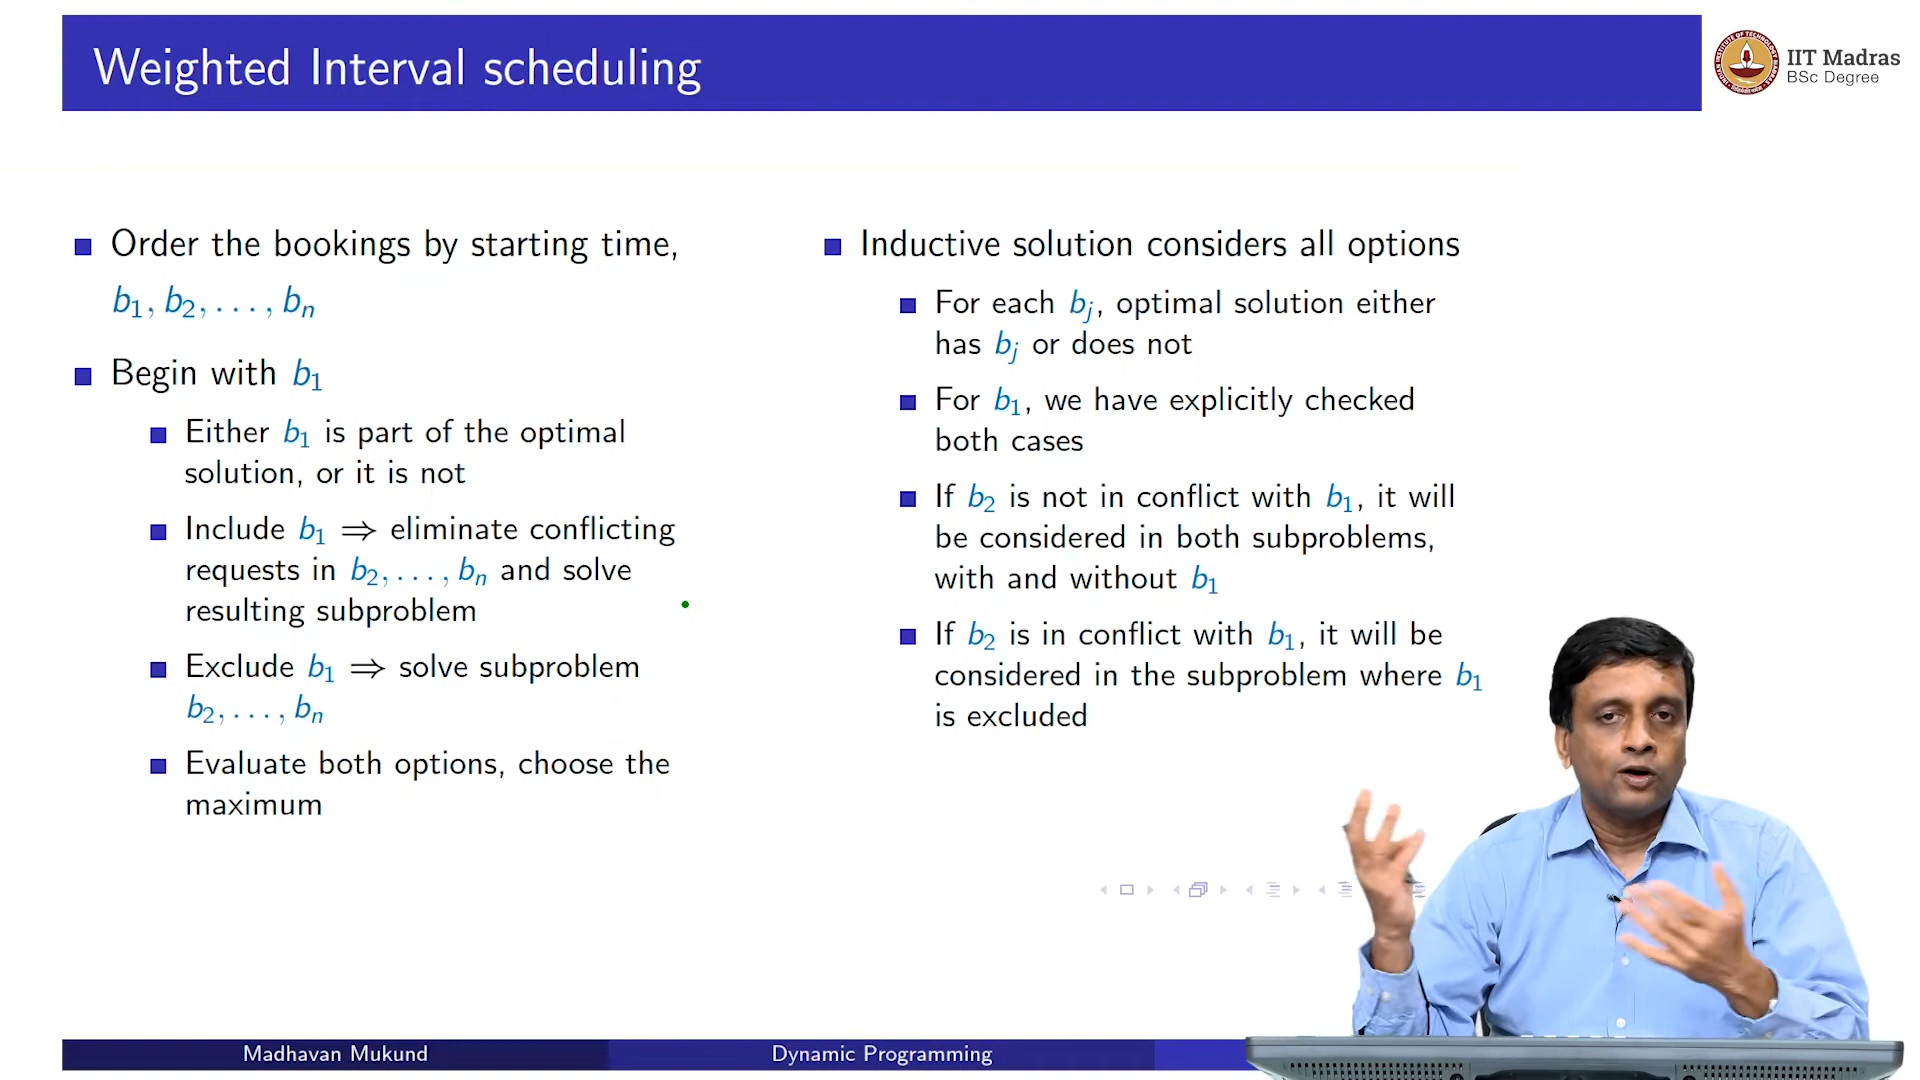 Weighted Interval scheduling
IIT Madras
BSc Degree
Order the bookings by starting time,
b₁, b₂, . . . , bₙ
Begin with b₁
Either b₁ is part of the optimal
solution, or it is not
Include b₁ ⇒ eliminate conflicting
requests in b₂, . . . , bₙ and solve
resulting subproblem
Exclude b₁ ⇒ solve subproblem
b₂, . . . , bₙ
Evaluate both options, choose the
maximum
Inductive solution considers all options
For each bⱼ, optimal solution either
has bⱼ or does not
For b₁, we have explicitly checked
both cases
If b₂ is not in conflict with b₁, it will
be considered in both subproblems,
with and without b₁
If b₂ is in conflict with b₁, it will be
considered in the subproblem where b₁
is excluded
Madhavan Mukund
Dynamic Programming